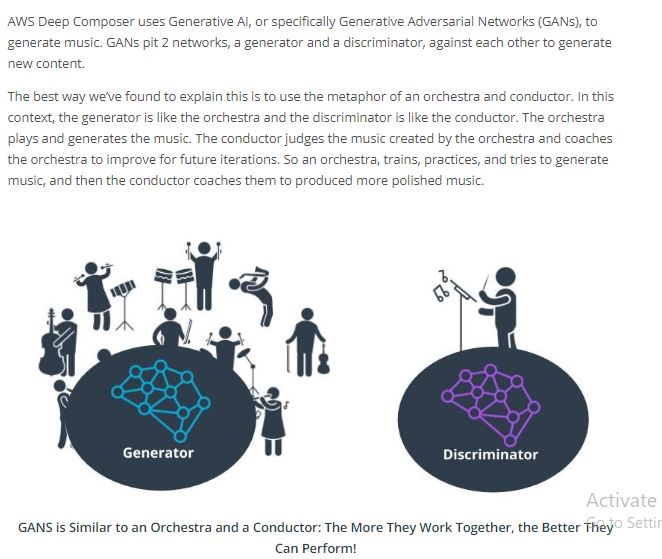 AWS Deep Composer uses Generative AI, or specifically Generative Adversarial Networks (GANs), to
generate music. GANs pit 2 networks, a generator and a discriminator, against each other to generate
new content.
The best way we've found to explain this is to use the metaphor of an orchestra and conductor. In this
context, the generator is like the orchestra and the discriminator is like the conductor. The orchestra
plays and generates the music. The conductor judges the music created by the orchestra and coaches
the orchestra to improve for future iterations. So an orchestra, trains, practices, and tries to generate
music, and then the conductor coaches them to produced more polished music.
Generator
Discriminator
Activate
Go to Settin
GANS is Similar to an Orchestra and a Conductor: The More They Work Together, the Better They
Can Perform!